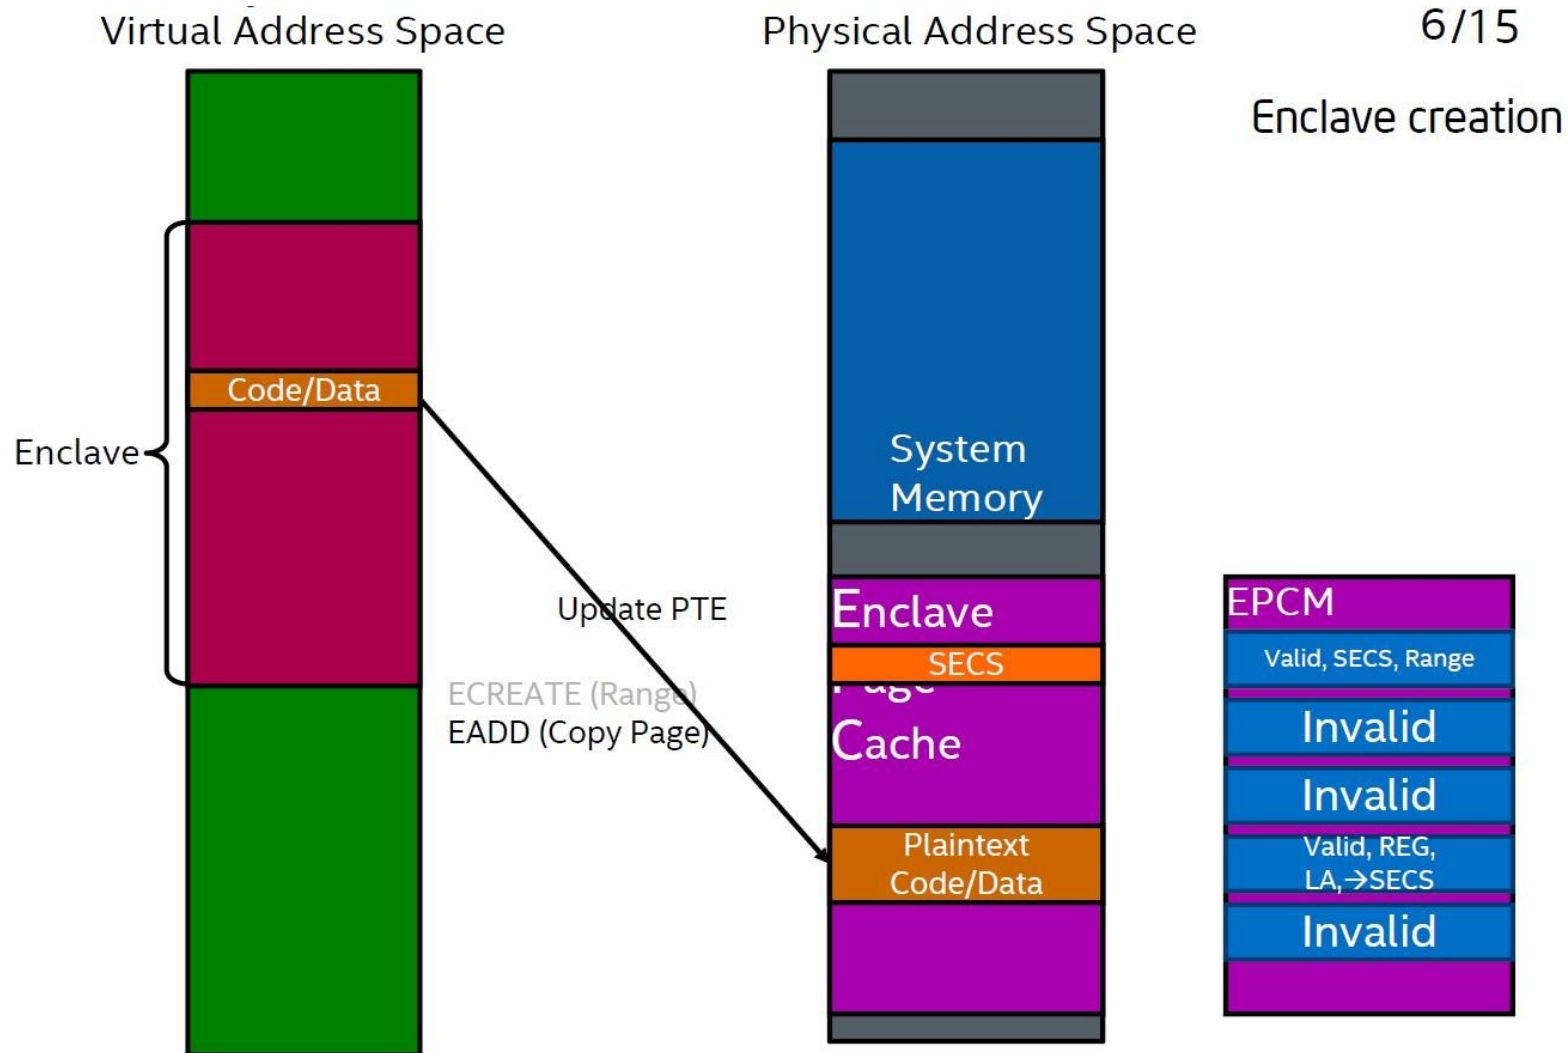 Virtual Address Space
Physical Address Space
6/15
Enclave creation
Code/Data
Enclave
System
Memory
Update PTE
Enclave
EPCM
SECS
Valid, SECS, Range
ECREATE (Range)
Page
EADD (Copy Page)
Cache
Invalid
Invalid
Plaintext
Code/Data
Valid, REG,
LA,→SECS
Invalid